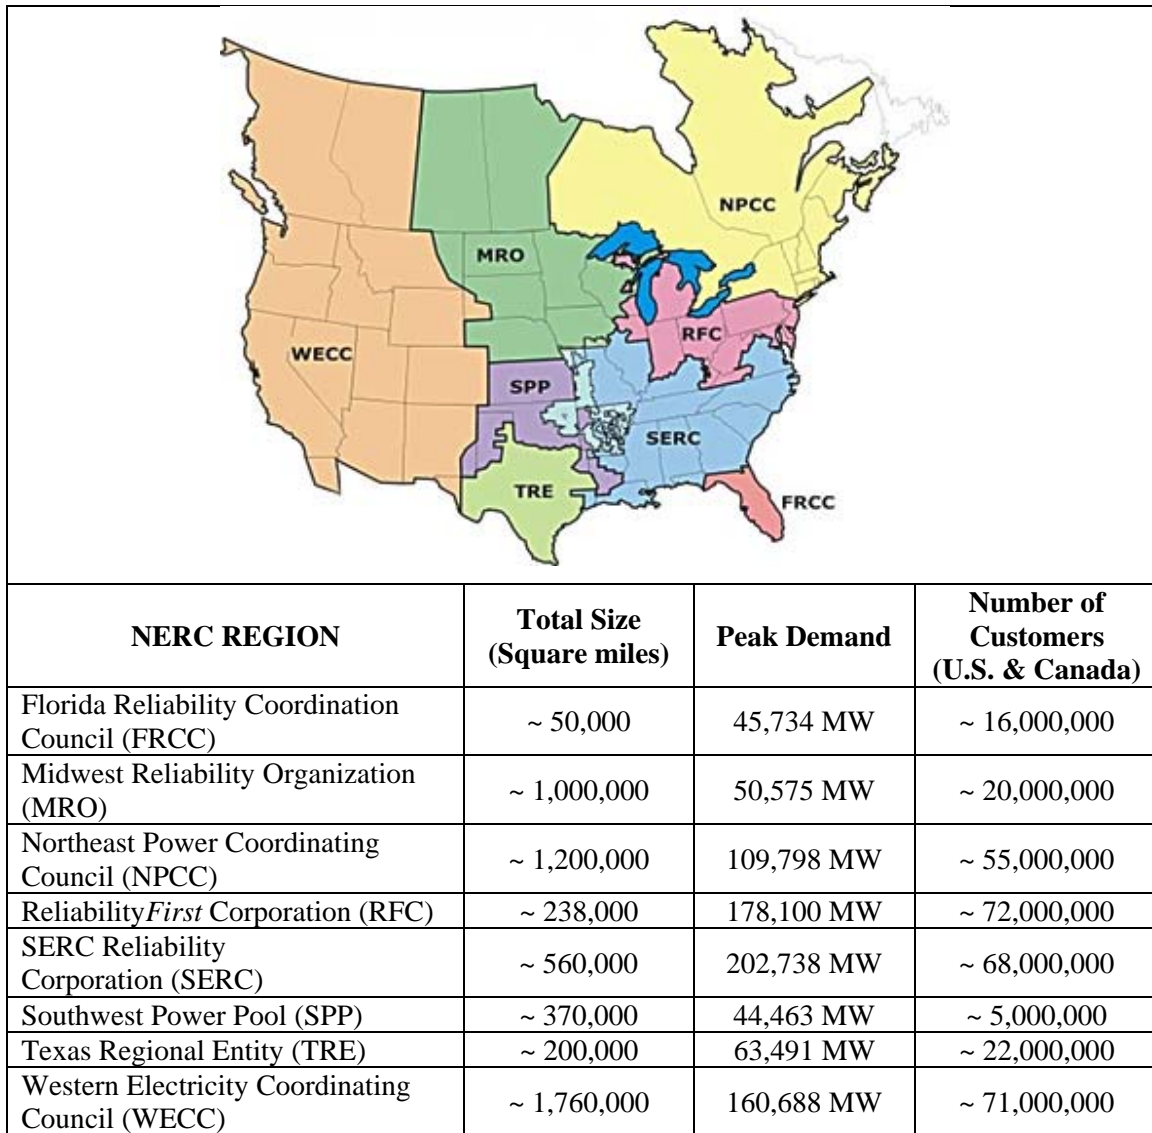 NPCC
MRO
RFC
WECC
SPP
SERC
TRE
FRCC
NERC REGION
Total Size
(Square miles)
Peak Demand
Number of
Customers
(U.S. & Canada)
Florida Reliability Coordination
Council (FRCC)
~ 50,000
45,734 MW
~ 16,000,000
Midwest Reliability Organization
(MRO)
~ 1,000,000
50,575 MW
~ 20,000,000
Northeast Power Coordinating
Council (NPCC)
~ 1,200,000
109,798 MW
~ 55,000,000
ReliabilityFirst Corporation (RFC)
~ 238,000
178,100 MW
~ 72,000,000
SERC Reliability
Corporation (SERC)
~ 560,000
202,738 MW
~ 68,000,000
Southwest Power Pool (SPP)
~ 370,000
44,463 MW
~ 5,000,000
Texas Regional Entity (TRE)
~ 200,000
63,491 MW
~ 22,000,000
Western Electricity Coordinating
Council (WECC)
~ 1,760,000
160,688 MW
~ 71,000,000